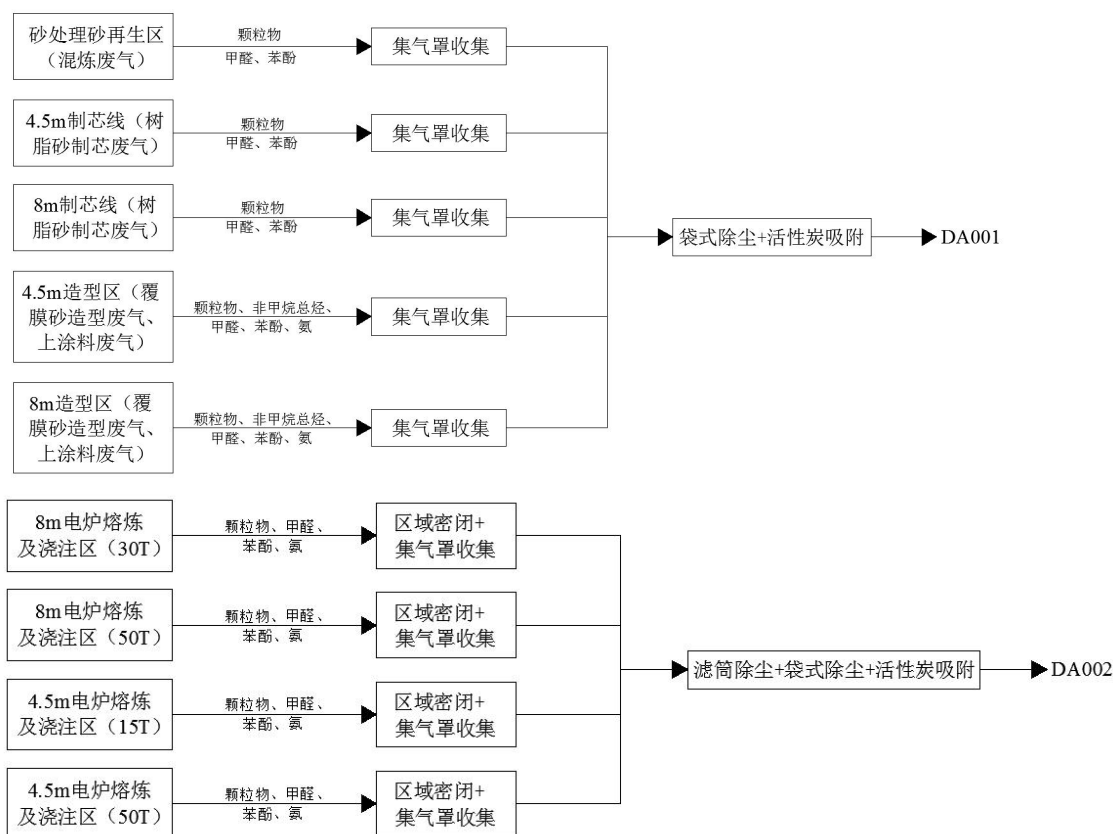 砂处理砂再生区
（混炼废气）
颗粒物
甲醛、苯酚
集气罩收集
4.5m制芯线（树
脂砂制芯废气）
颗粒物
甲醛、苯酚
集气罩收集
8m制芯线（树
脂砂制芯废气）
颗粒物
甲醛、苯酚
集气罩收集
4.5m造型区（覆
膜砂造型废气、
上涂料废气）
颗粒物、非甲烷总烃、
甲醛、苯酚、氨
集气罩收集
8m造型区（覆
膜砂造型废气、
上涂料废气）
颗粒物、非甲烷总烃、
甲醛、苯酚、氨
集气罩收集
袋式除尘+活性炭吸附
DA001
8m电炉熔炼
及浇注区（30T）
颗粒物、甲醛、
苯酚、氨
区域密闭+
集气罩收集
8m电炉熔炼
及浇注区（50T）
颗粒物、甲醛、
苯酚、氨
区域密闭+
集气罩收集
4.5m电炉熔炼
及浇注区（15T）
颗粒物、甲醛、
苯酚、氨
区域密闭+
集气罩收集
4.5m电炉熔炼
及浇注区（50T）
颗粒物、甲醛、
苯酚、氨
区域密闭+
集气罩收集
滤筒除尘+袋式除尘+活性炭吸附
DA002